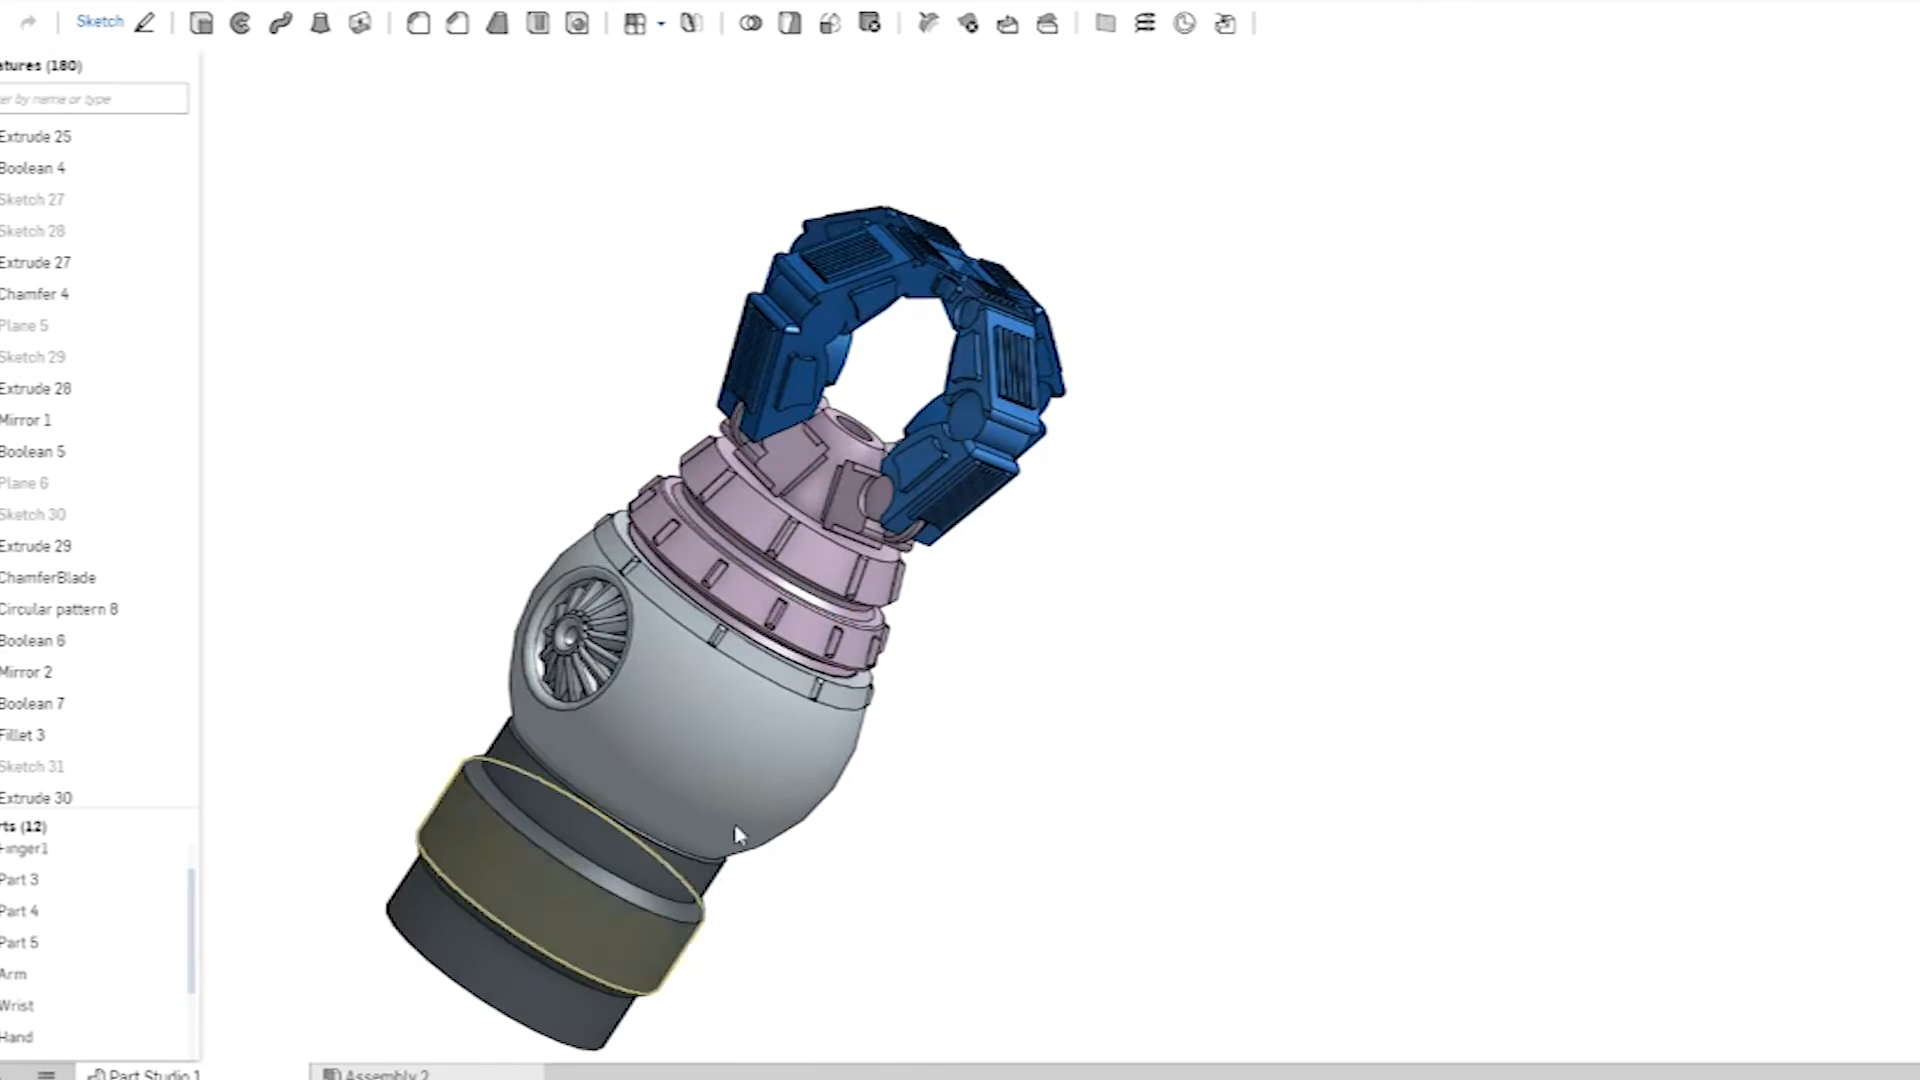 Sketch
atures (180)
er by name or type
Extrude 25
Boolean 4
Sketch 27
Sketch 28
Extrude 27
Chamfer 4
Plane 5
Sketch 29
Extrude 28
Mirror 1
Boolean 5
Plane 6
Sketch 30
Extrude 29
ChamferBlade
Circular pattern 8
Boolean 6
Mirror 2
Boolean 7
Fillet 3
Sketch 31
Extrude 30
rts (12)
Finger1
Part 3
Part 4
Part 5
Arm
Wrist
Hand
Part Studio 1
Assembly 2